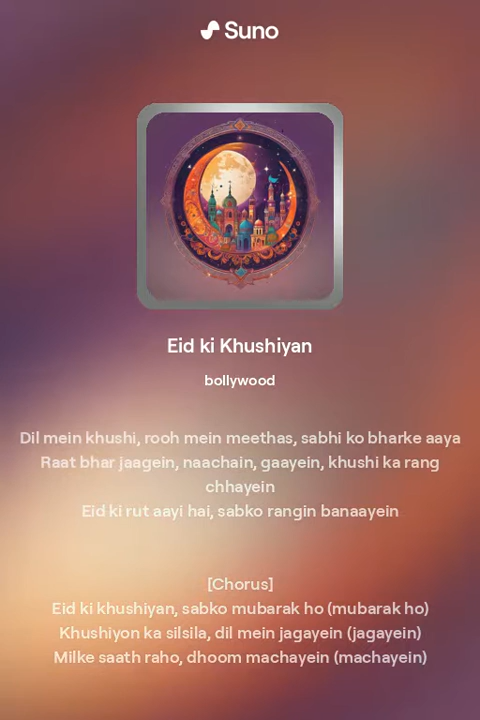 Suno
Eid ki Khushiyan
bollywood
Dil mein khushi, rooh mein meethas, sabhi ko bharke aaya
Raat bhar jaagein, naachain, gaayein, khushi ka rang
chhayein
Eid ki rut aayi hai, sabko rangin banaayein
[Chorus]
Eid ki khushiyan, sabko mubarak ho (mubarak ho)
Khushiyon ka silsila, dil mein jagayein (jagayein)
Milke saath raho, dhoom machayein (machayein)